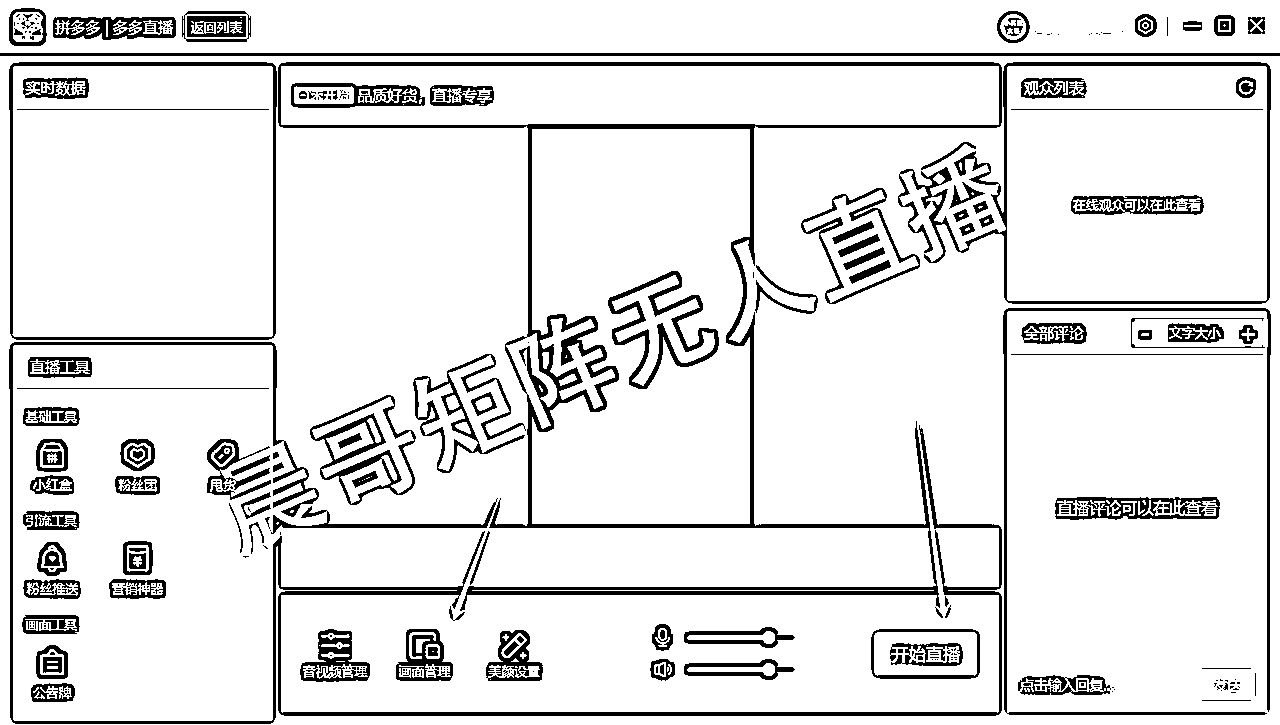 拼多多|多多直播 返回列表
实时数据
品质好货，直播专享
观众列表
在线观众可以在此查看
全部评论 - 文字大小 +
直播评论可以在此查看
点击输入回复...
发送
直播工具
基础工具
小红盒 粉丝团 甩货
引流工具
粉丝推送 营销神器
画面工具
公告牌
晨哥矩阵无人直播
音视频管理 画面管理 美颜设置
开始直播